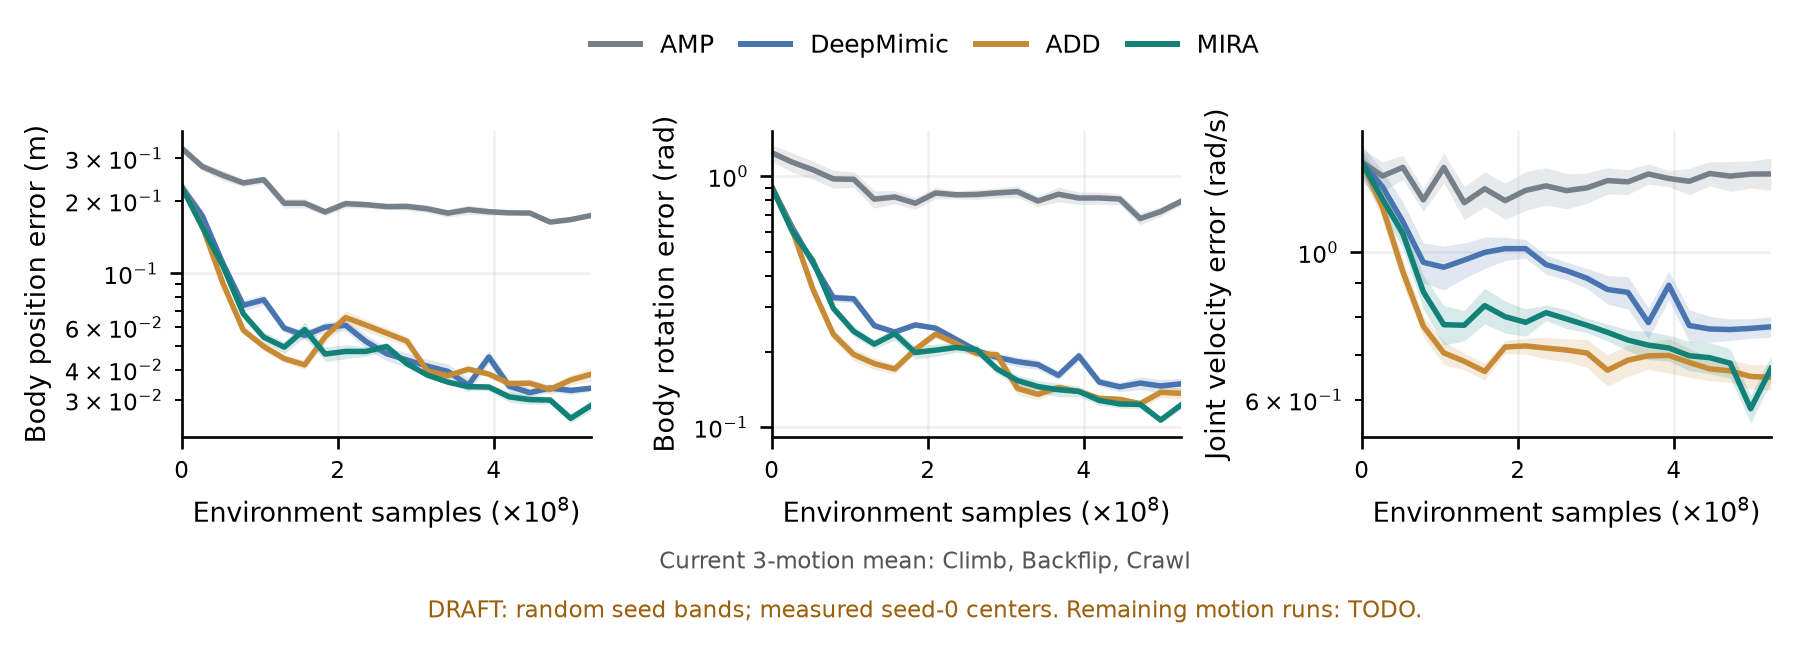 AMP DeepMimic ADD MIRA
Body position error (m)
3 × 10⁻¹
2 × 10⁻¹
10⁻¹
6 × 10⁻²
4 × 10⁻²
3 × 10⁻²
0 2 4
Environment samples (×10⁸)
Body rotation error (rad)
10⁰
10⁻¹
0 2 4
Environment samples (×10⁸)
Joint velocity error (rad/s)
10⁰
6 × 10⁻¹
0 2 4
Environment samples (×10⁸)
Current 3-motion mean: Climb, Backflip, Crawl
DRAFT: random seed bands; measured seed-0 centers. Remaining motion runs: TODO.